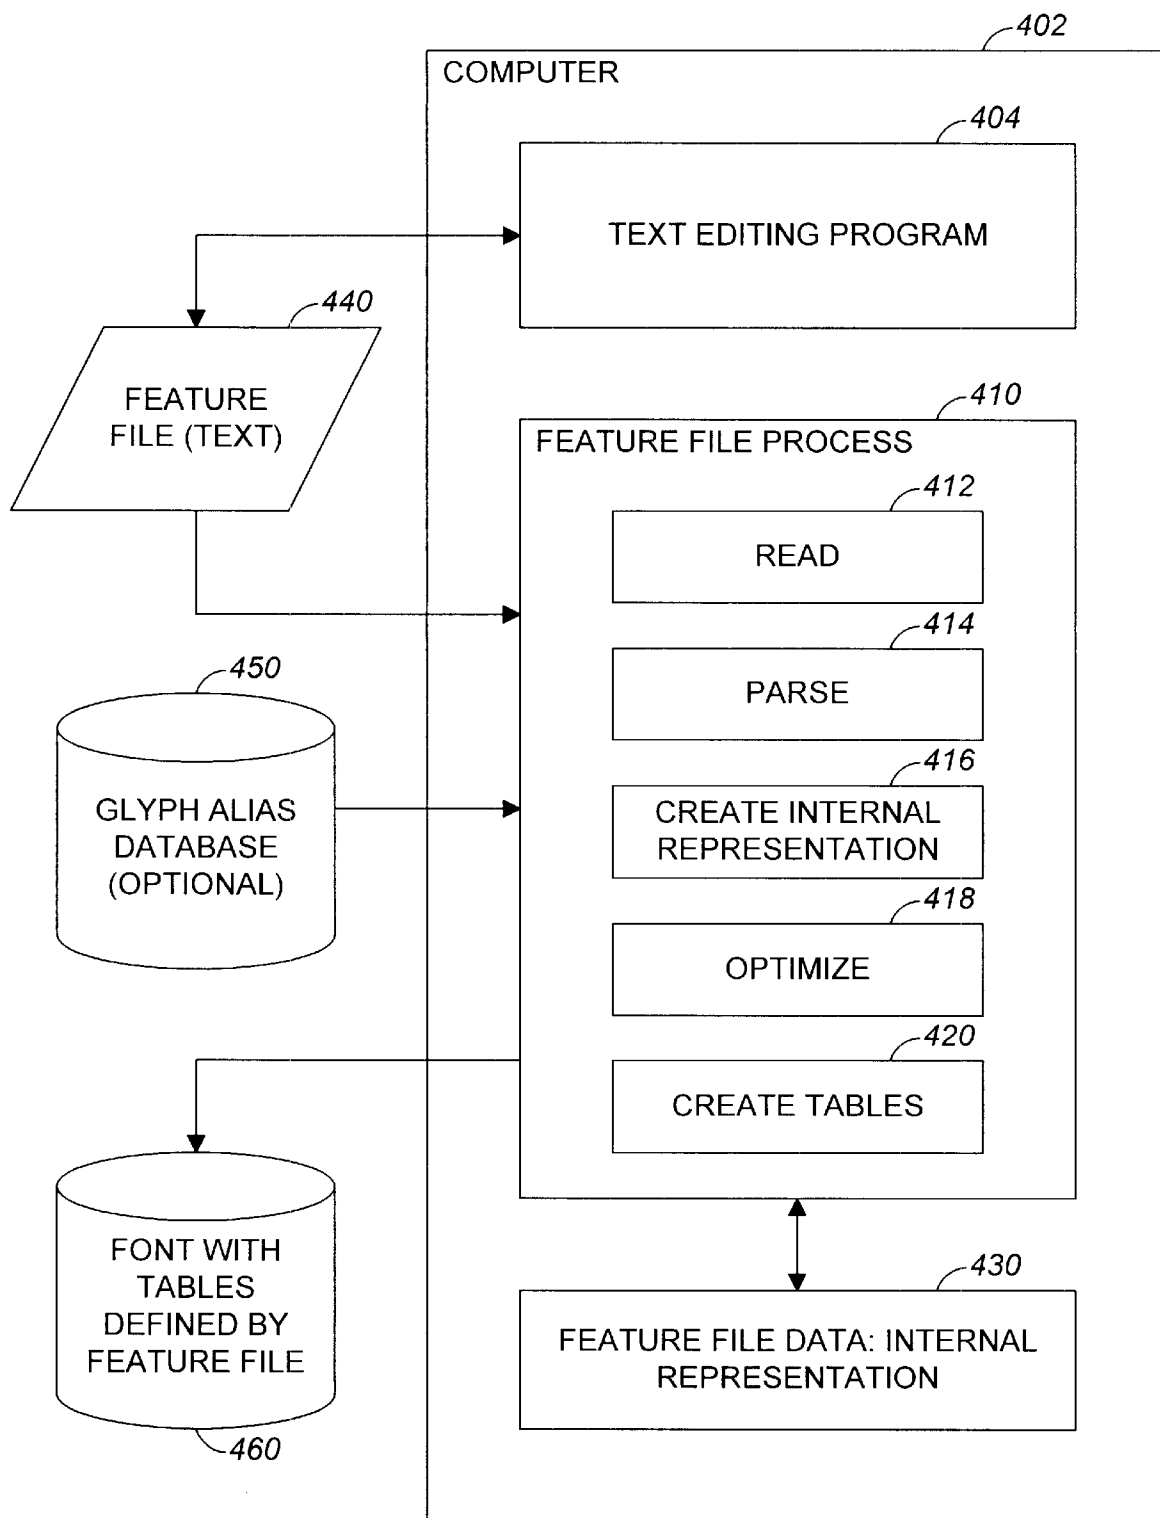 402
COMPUTER
404
TEXT EDITING PROGRAM
440
FEATURE
FILE (TEXT)
410
FEATURE FILE PROCESS
412
READ
414
PARSE
450
GLYPH ALIAS
DATABASE
(OPTIONAL)
416
CREATE INTERNAL
REPRESENTATION
418
OPTIMIZE
420
CREATE TABLES
FONT WITH
TABLES
DEFINED BY
FEATURE FILE
460
430
FEATURE FILE DATA: INTERNAL
REPRESENTATION